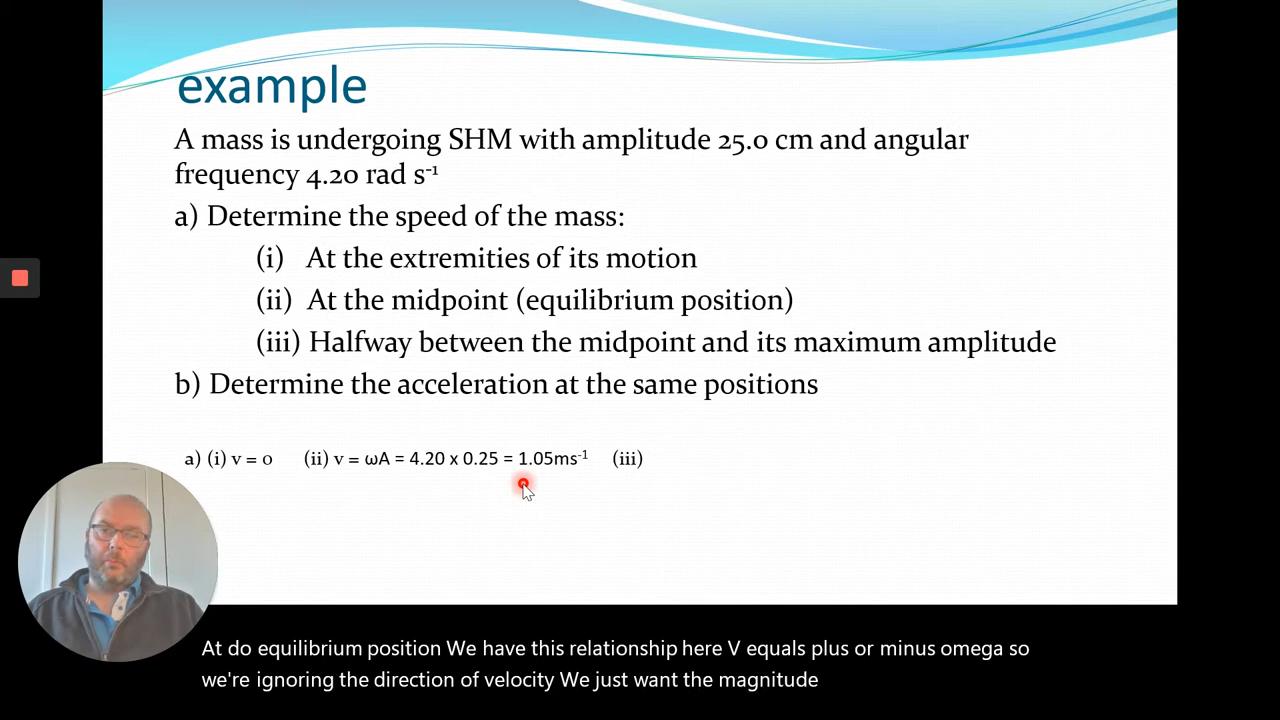 example
A mass is undergoing SHM with amplitude 25.0 cm and angular
frequency 4.20 rad s⁻¹
a) Determine the speed of the mass:
(i) At the extremities of its motion
(ii) At the midpoint (equilibrium position)
(iii) Halfway between the midpoint and its maximum amplitude
b) Determine the acceleration at the same positions
a) (i) v = 0 (ii) v = ωA = 4.20 x 0.25 = 1.05ms⁻¹ (iii)
At do equilibrium position We have this relationship here V equals plus or minus omega so
we're ignoring the direction of velocity We just want the magnitude